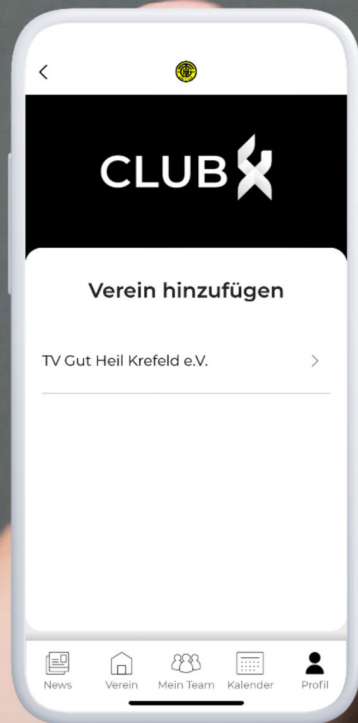 CLUB X
Verein hinzufügen
TV Gut Heil Krefeld e.V.
News
Verein
Mein Team
Kalender
Profil